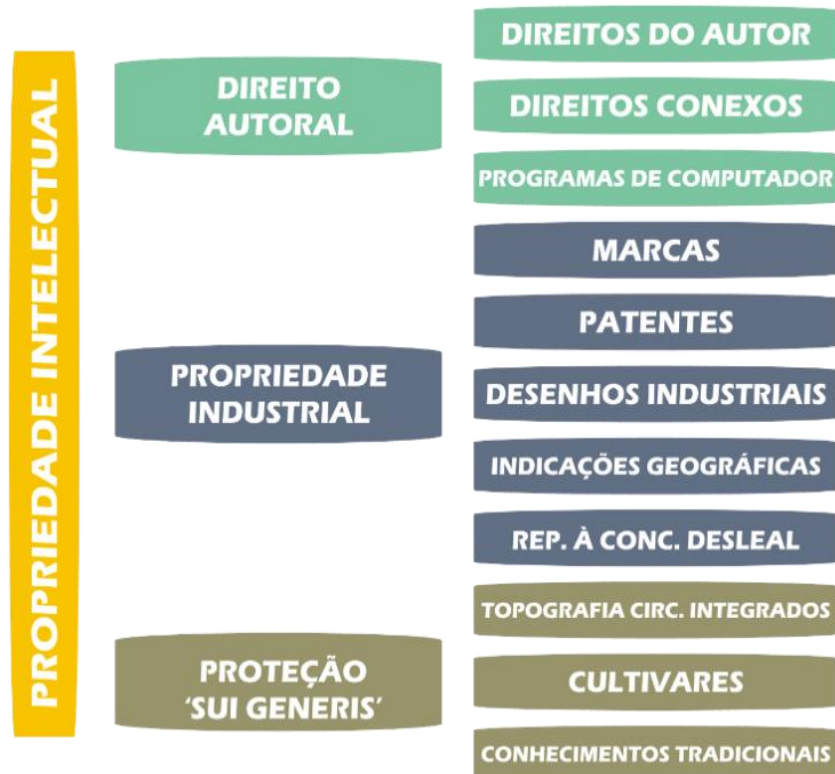 PROPRIEDADE INTELECTUAL
DIREITO
AUTORAL
DIREITOS DO AUTOR
DIREITOS CONEXOS
PROGRAMAS DE COMPUTADOR
PROPRIEDADE
INDUSTRIAL
MARCAS
PATENTES
DESENHOS INDUSTRIAIS
INDICAÇÕES GEOGRÁFICAS
REP. À CONC. DESLEAL
PROTEÇÃO
‘SUI GENERIS’
TOPOGRAFIA CIRC. INTEGRADOS
CULTIVARES
CONHECIMENTOS TRADICIONAIS